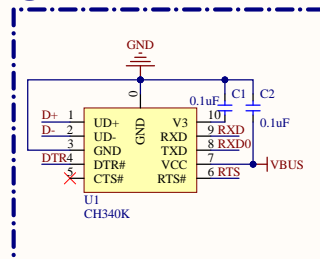 GND
0
C1 C2
0.1uF
0.1uF
D+ 1 UD+ V3 10
D- 2 UD- RXD 9 RXD
3 GND TXD 8 RXD0
DTR 4 DTR# VCC 7 VBUS
5 CTS# RTS# 6 RTS
GND
U1
CH340K